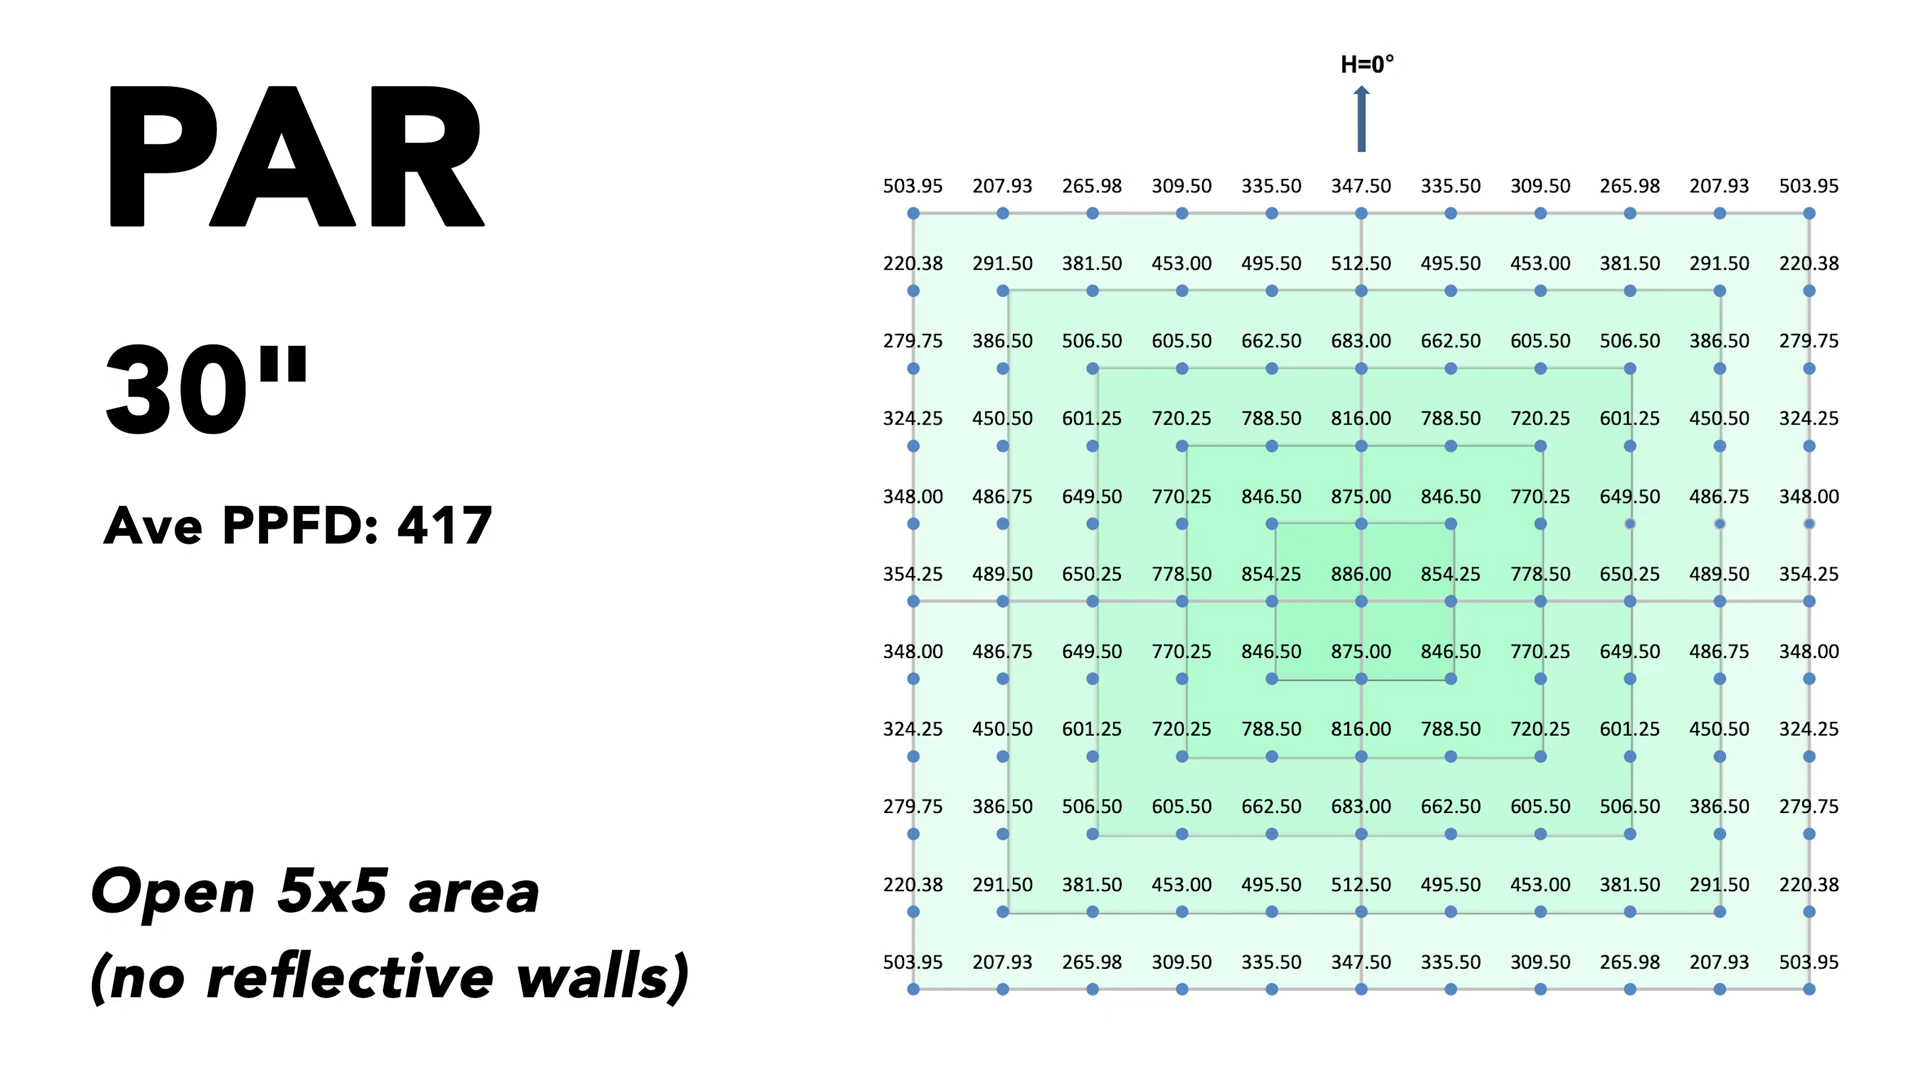 PAR
30"
Ave PPFD: 417
Open 5x5 area
(no reflective walls)
H=0°
503.95 207.93 265.98 309.50 335.50 347.50 335.50 309.50 265.98 207.93 503.95
220.38 291.50 381.50 453.00 495.50 512.50 495.50 453.00 381.50 291.50 220.38
279.75 386.50 506.50 605.50 662.50 683.00 662.50 605.50 506.50 386.50 279.75
324.25 450.50 601.25 720.25 788.50 816.00 788.50 720.25 601.25 450.50 324.25
348.00 486.75 649.50 770.25 846.50 875.00 846.50 770.25 649.50 486.75 348.00
354.25 489.50 650.25 778.50 854.25 886.00 854.25 778.50 650.25 489.50 354.25
348.00 486.75 649.50 770.25 846.50 875.00 846.50 770.25 649.50 486.75 348.00
324.25 450.50 601.25 720.25 788.50 816.00 788.50 720.25 601.25 450.50 324.25
279.75 386.50 506.50 605.50 662.50 683.00 662.50 605.50 506.50 386.50 279.75
220.38 291.50 381.50 453.00 495.50 512.50 495.50 453.00 381.50 291.50 220.38
503.95 207.93 265.98 309.50 335.50 347.50 335.50 309.50 265.98 207.93 503.95